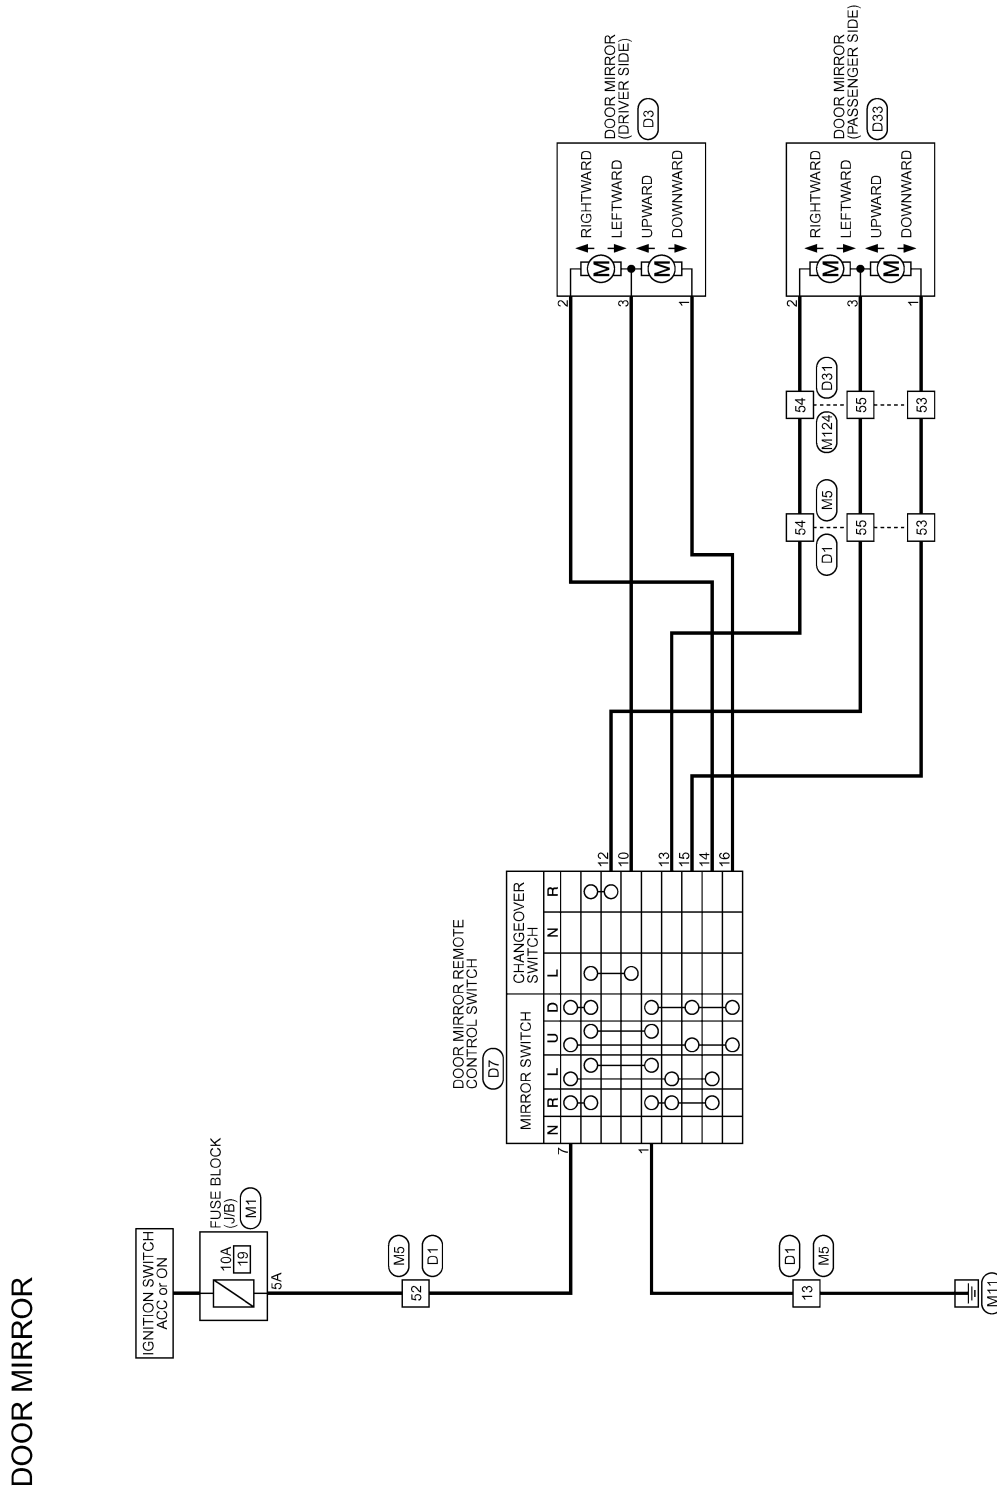 DOOR MIRROR
IGNITION SWITCH
ACC or ON
FUSE BLOCK
(J/B)
M1
10A
19
5A
M5
D1
52
D1
M5
13
M11
DOOR MIRROR REMOTE
CONTROL SWITCH
D7
MIRROR SWITCH
CHANGEOVER
SWITCH
N R L U D L N R
7
1
12
10
13
15
14
16
DOOR MIRROR
(DRIVER SIDE)
D3
RIGHTWARD
LEFTWARD
UPWARD
DOWNWARD
M
M
2
3
1
DOOR MIRROR
(PASSENGER SIDE)
D33
RIGHTWARD
LEFTWARD
UPWARD
DOWNWARD
M
M
2
3
1
54
M124
D31
55
53
54
D1
M5
55
53